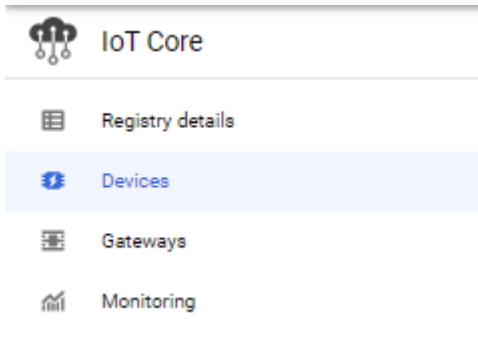 IoT Core
Registry details
Devices
Gateways
Monitoring